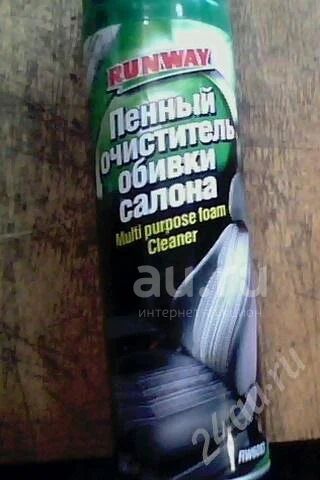 RUNWAY
Пенный
очиститель
обивки
салона
Multi purpose foam
Cleaner
au.ru
интернет аукцион
24au.ru